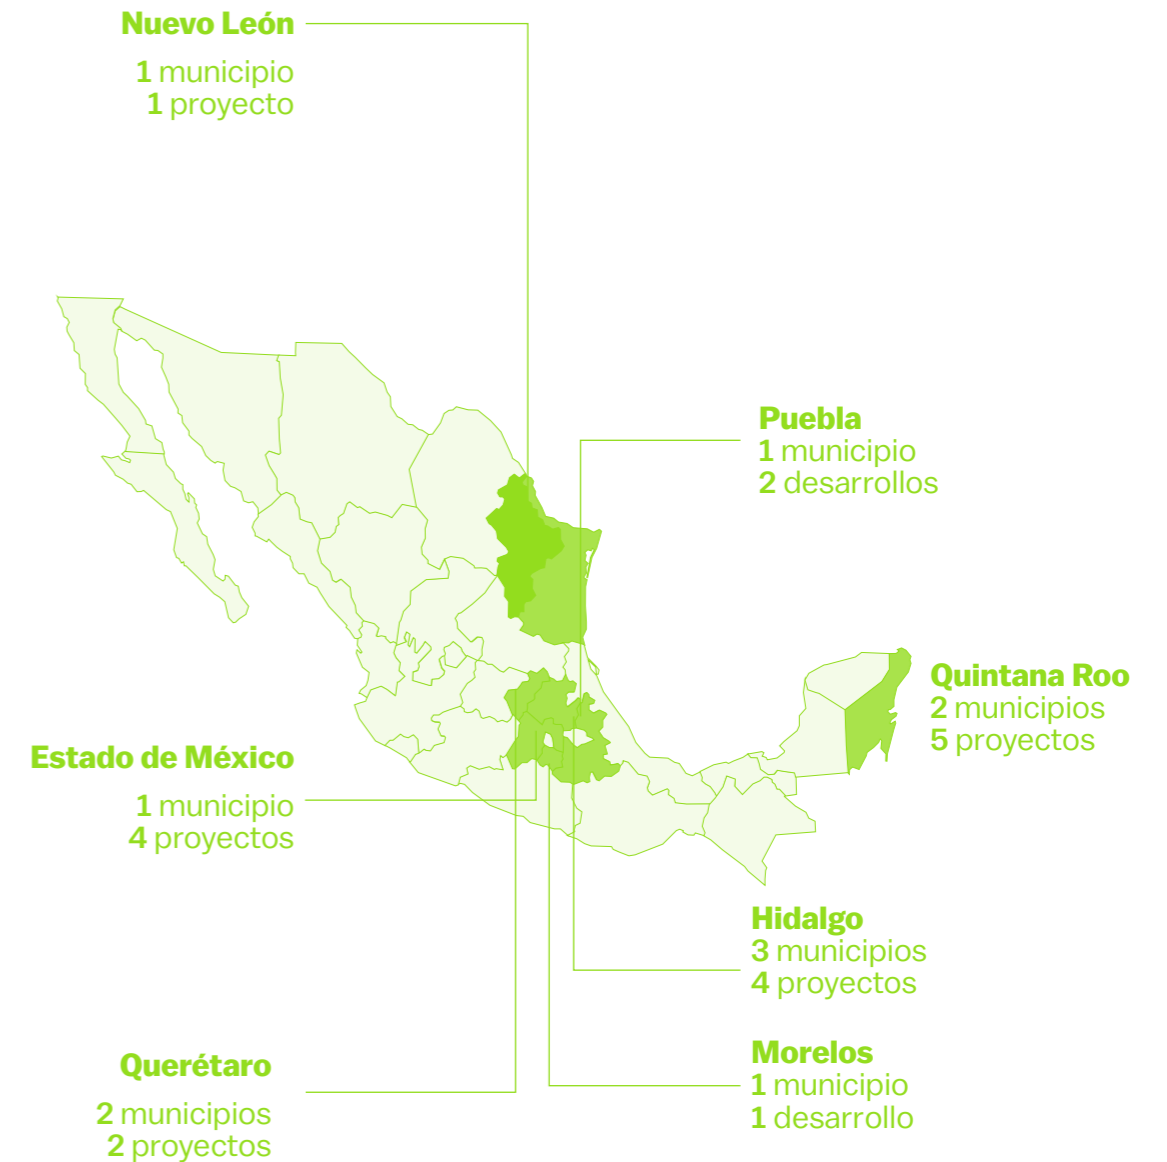 Nuevo León
1 municipio
1 proyecto
Puebla
1 municipio
2 desarrollos
Quintana Roo
2 municipios
5 proyectos
Estado de México
1 municipio
4 proyectos
Hidalgo
3 municipios
4 proyectos
Morelos
1 municipio
1 desarrollo
Querétaro
2 municipios
2 proyectos